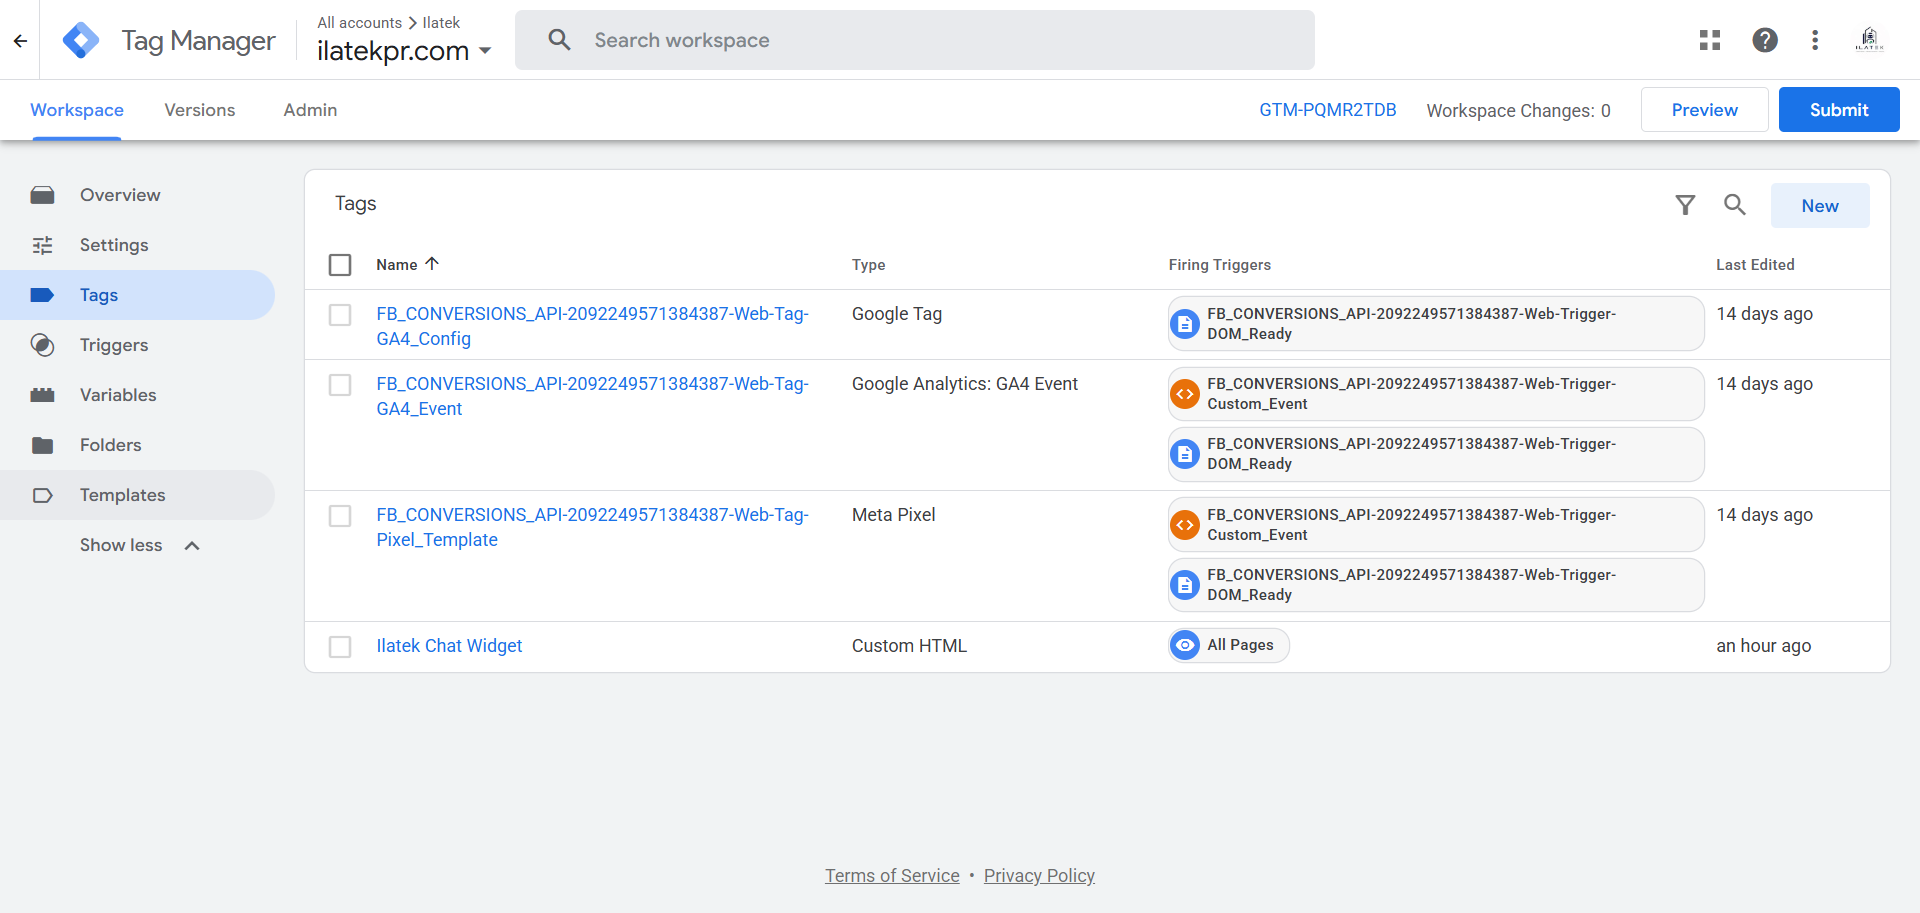 Tag Manager
All accounts > Ilatek
ilatekpr.com
Search workspace
ILATEK
Workspace
Versions
Admin
GTM-PQMR2TDB
Workspace Changes: 0
Preview
Submit
Overview
Settings
Tags
Triggers
Variables
Folders
Templates
Show less
Tags
New
Name
Type
Firing Triggers
Last Edited
FB_CONVERSIONS_API-2092249571384387-Web-Tag-
GA4_Config
Google Tag
FB_CONVERSIONS_API-2092249571384387-Web-Trigger-
DOM_Ready
14 days ago
FB_CONVERSIONS_API-2092249571384387-Web-Tag-
GA4_Event
Google Analytics: GA4 Event
FB_CONVERSIONS_API-2092249571384387-Web-Trigger-
Custom_Event
FB_CONVERSIONS_API-2092249571384387-Web-Trigger-
DOM_Ready
14 days ago
FB_CONVERSIONS_API-2092249571384387-Web-Tag-
Pixel_Template
Meta Pixel
FB_CONVERSIONS_API-2092249571384387-Web-Trigger-
Custom_Event
FB_CONVERSIONS_API-2092249571384387-Web-Trigger-
DOM_Ready
14 days ago
Ilatek Chat Widget
Custom HTML
All Pages
an hour ago
Terms of Service • Privacy Policy